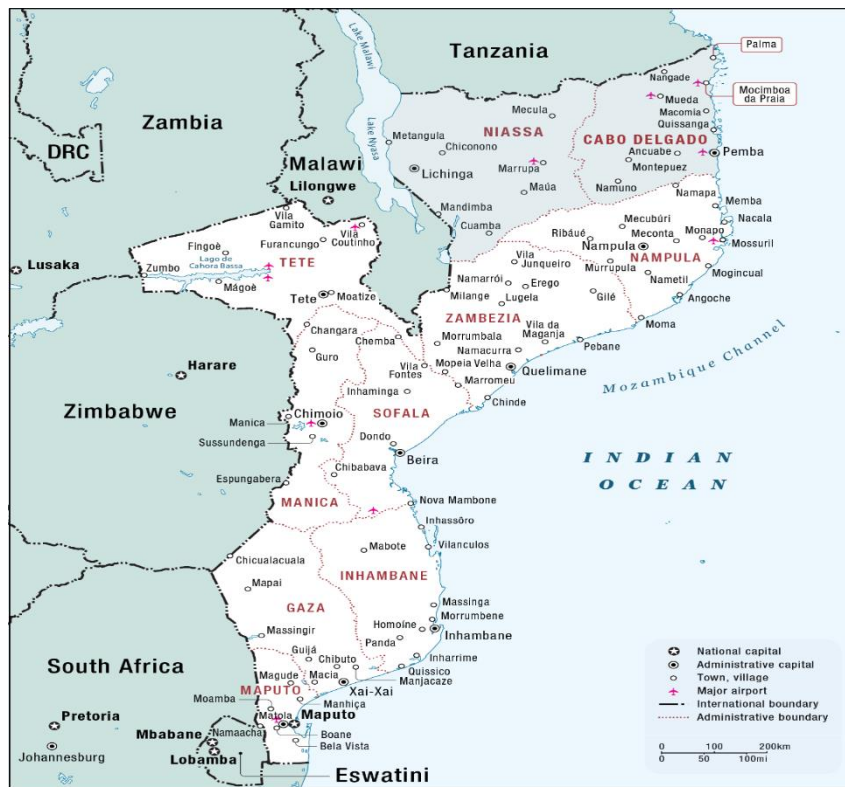 Tanzania
Palma
Lake Malawi
Nangade
Mocimboa
da Praia
Mueda
Macomia
Quissanga
Zambia
Mecula
NIASSA
CABO DELGADO
Metangula
Chiconono
Lake Nyasa
Ancuabe
Pemba
DRC
Malawi
Lilongwe
Lichinga
Marrupa
Montepuez
Maúa
Namuno
Namapa
Memba
Mandimba
Vila
Gamito
Cuamba
Mecubúri
Nacala
Furancungo
Vila
Coutinho
Ribáué
Meconta
Monapo
Mossuril
Fingoè
Nampula
NAMPULA
Lusaka
Lago de
Cahora Bassa
TETE
Vila
Junqueiro
Murrupula
Mogincual
Zumbo
Namarrói
Erego
Nametil
Màgoè
Tete
Moatize
Milange
Lugela
Gilé
Angoche
ZAMBEZIA
Moma
Changara
Chemba
Morrumbala
Vila da
Maganja
Guro
Namacurra
Pebane
Mozambique Channel
Harare
Vila
Fontes
Mopeia Velha
Quelimane
Inhaminga
Marromeu
Zimbabwe
Chinde
Manica
Chimoio
SOFALA
Sussundenga
Dondo
Beira
INDIAN
OCEAN
Espungabera
Chibabava
MANICA
Nova Mambone
Inhassôro
Mabote
Vilanculos
Chicualacuala
INHAMBANE
Mapai
GAZA
Massinga
Morrumbene
Massingir
Homoíne
Inhambane
Panda
South Africa
Guijá
Chibuto
Inharrime
Quissico
Magude
Macia
Manjacaze
MAPUTO
Xai-Xai
Moamba
Manhiça
Pretoria
Matola
Maputo
Mbabane
Namaacha
Boane
Johannesburg
Bela Vista
Lobamba
Eswatini
National capital
Administrative capital
Town, village
Major airport
International boundary
Administrative boundary
0 100 200km
0 50 100mi